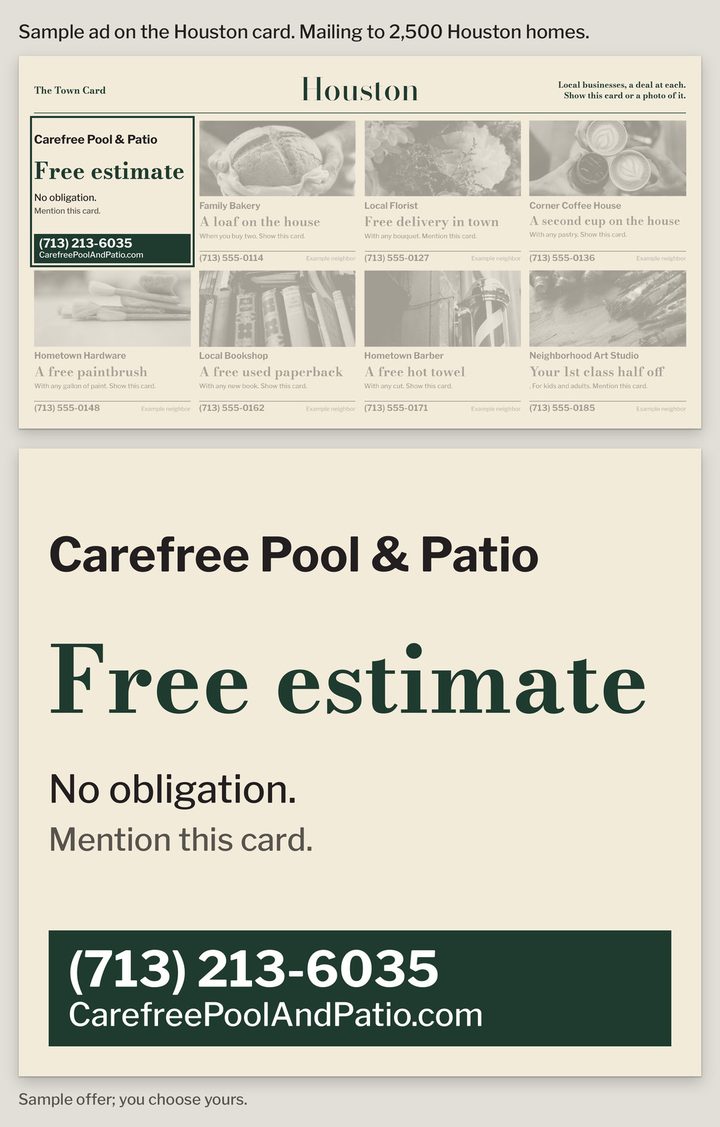 Sample ad on the Houston card. Mailing to 2,500 Houston homes.
The Town Card
Houston
Local businesses, a deal at each.
Show this card or a photo of it.
Carefree Pool & Patio
Free estimate
No obligation.
Mention this card.
(713) 213-6035
CarefreePoolAndPatio.com
Family Bakery
A loaf on the house
When you buy two. Show this card.
(713) 555-0114
Example neighbor
Local Florist
Free delivery in town
With any bouquet. Mention this card.
(713) 555-0127
Example neighbor
Corner Coffee House
A second cup on the house
With any pastry. Show this card.
(713) 555-0136
Example neighbor
Hometown Hardware
A free paintbrush
With any gallon of paint. Show this card.
(713) 555-0148
Example neighbor
Local Bookshop
A free used paperback
With any new book. Show this card.
(713) 555-0162
Example neighbor
Hometown Barber
A free hot towel
With any cut. Show this card.
(713) 555-0171
Example neighbor
Neighborhood Art Studio
Your 1st class half off
For kids and adults. Mention this card.
(713) 555-0185
Example neighbor
Carefree Pool & Patio
Free estimate
No obligation.
Mention this card.
(713) 213-6035
CarefreePoolAndPatio.com
Sample offer; you choose yours.